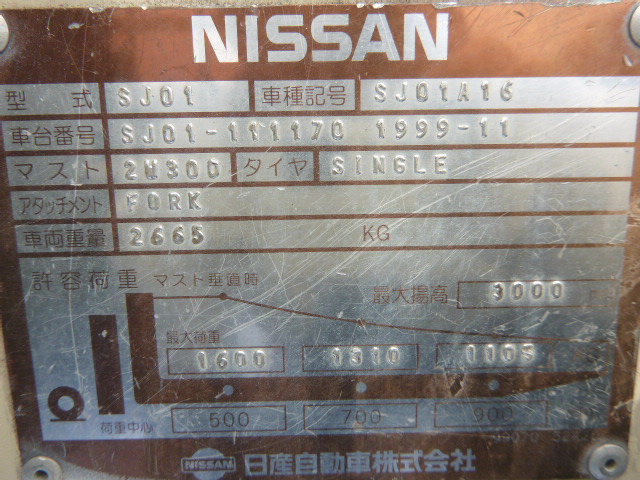 NISSAN
型 式 SJ01 車種記号 SJ01A16
車台番号 SJ01-111170 1999-11
マスト 2M300 タイヤ SINGLE
アタッチメント FORK
車両重量 2665 KG
許容荷重 マスト垂直時
最大揚高 3000
最大荷重
1600 1310 1105
荷重中心 500 700 900
NISSAN 日産自動車株式会社